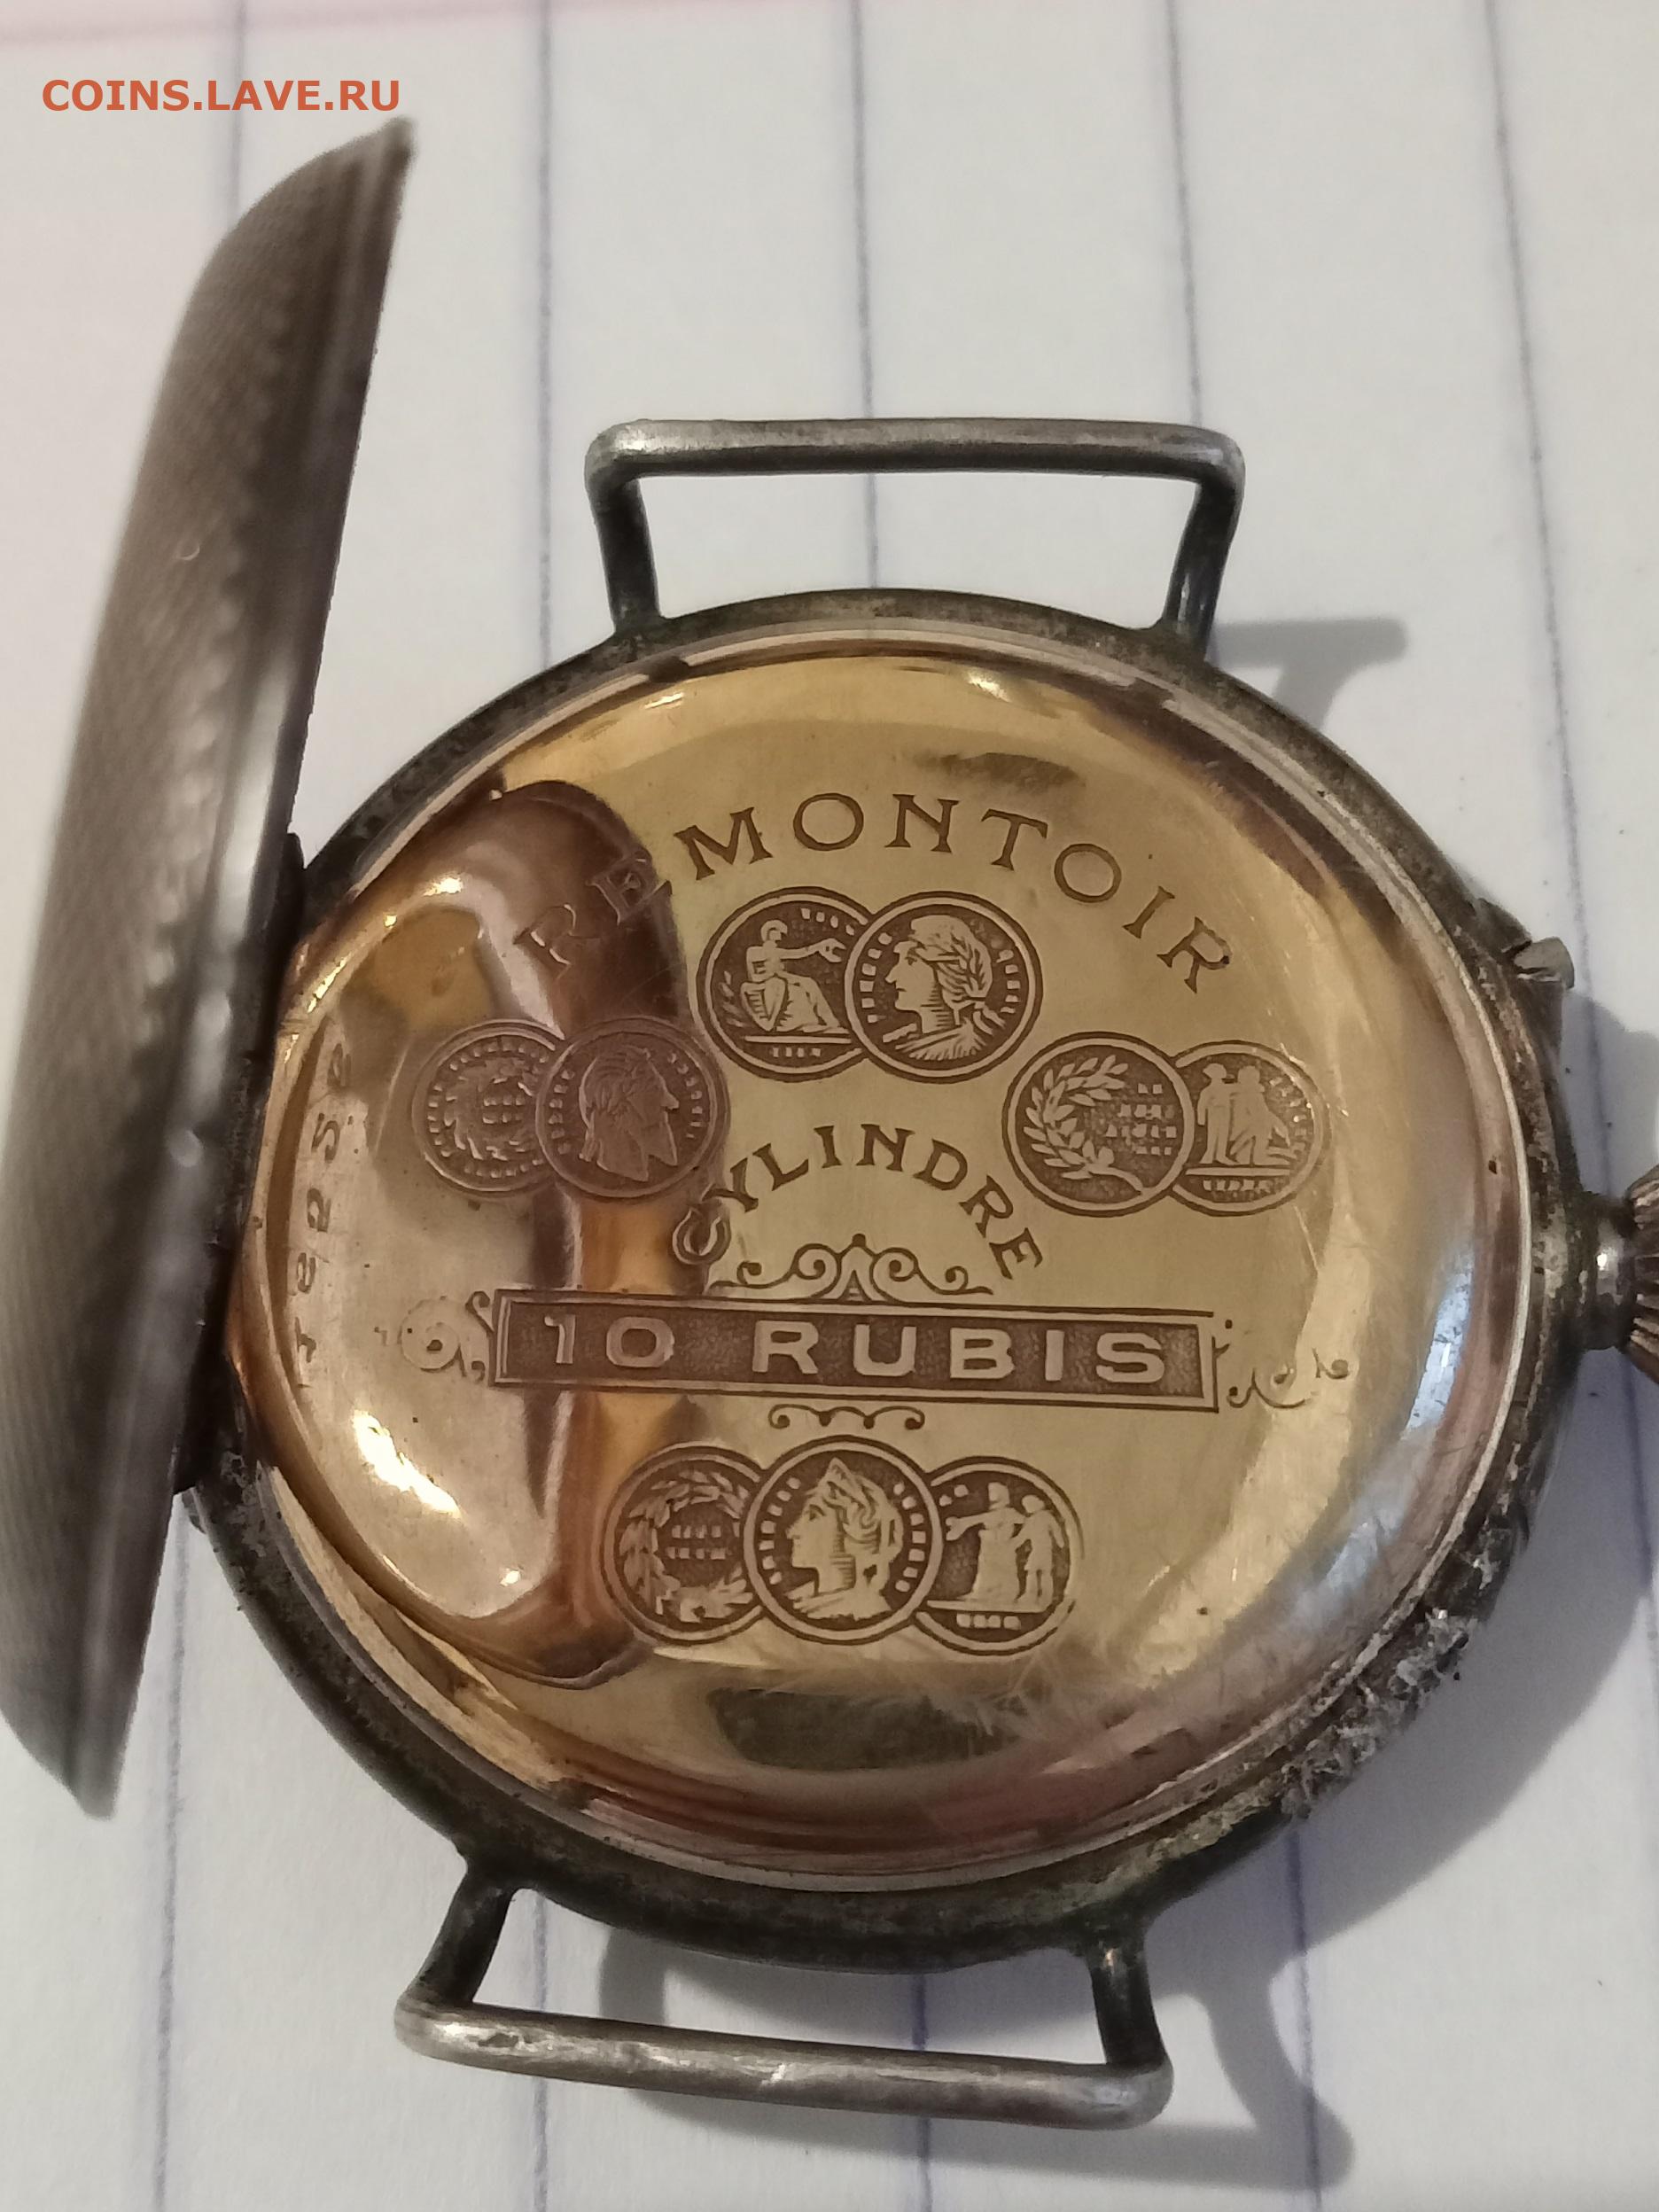 COINS.LAVE.RU
REMONTOIR
CYLINDRE
10 RUBIS